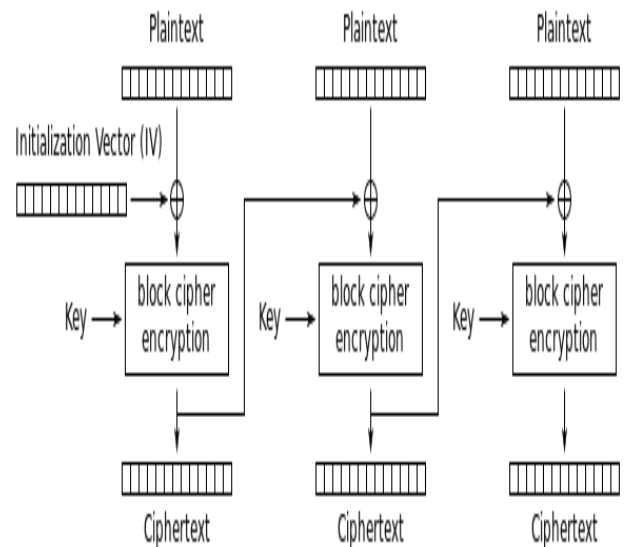 Plaintext
Plaintext
Plaintext
Initialization Vector (IV)
Key
block cipher
encryption
Key
block cipher
encryption
Key
block cipher
encryption
Ciphertext
Ciphertext
Ciphertext